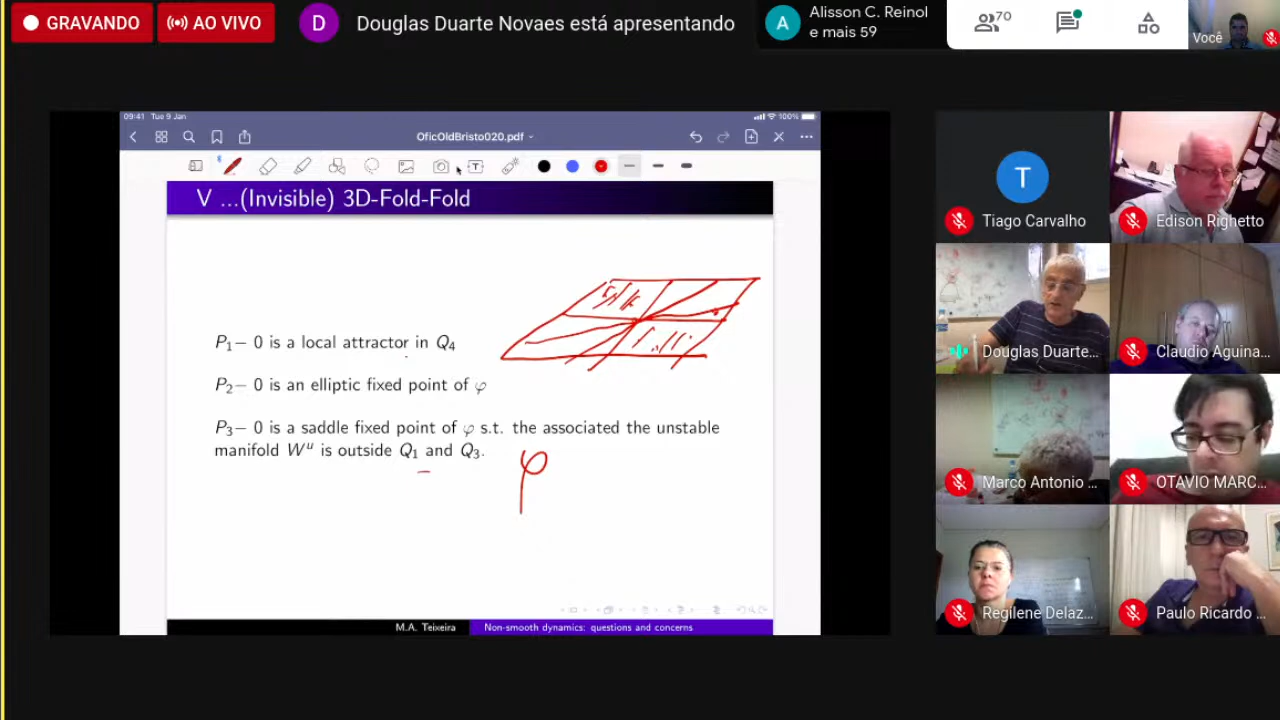 GRAVANDO
AO VIVO
D
Douglas Duarte Novaes está apresentando
A
Alisson C. Reinol
e mais 59
70
Você
09:41 Tue 9 Jan
100%
OficOldBristo020.pdf
T
V ...(Invisible) 3D-Fold-Fold
P₁− 0 is a local attractor in Q₄
P₂− 0 is an elliptic fixed point of φ
P₃− 0 is a saddle fixed point of φ s.t. the associated the unstable
manifold Wᵘ is outside Q₁ and Q₃.
φ
M.A. Teixeira
Non-smooth dynamics: questions and concerns
T
Tiago Carvalho
Edison Righetto
Douglas Duarte...
Claudio Aguina...
Marco Antonio ...
OTAVIO MARC...
Regilene Delaz...
Paulo Ricardo ...